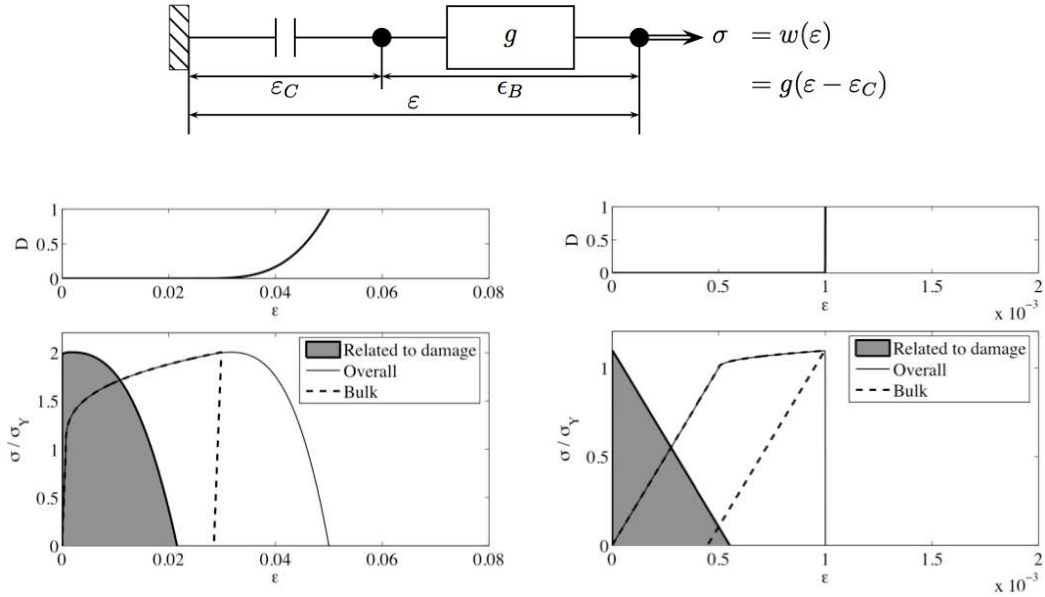 g
σ = w(ε)
= g(ε − ε_C)
ε_C
ϵ_B
ε
1
0.5
0
D
0 0.02 0.04 0.06 0.08
ε
2
1.5
1
0.5
0
σ / σ_Y
Related to damage
Overall
Bulk
0 0.02 0.04 0.06 0.08
ε
1
0.5
0
D
0 0.5 1 1.5 2
ε
x 10⁻³
1
0.5
0
σ / σ_Y
Related to damage
Overall
Bulk
0 0.5 1 1.5 2
ε
x 10⁻³